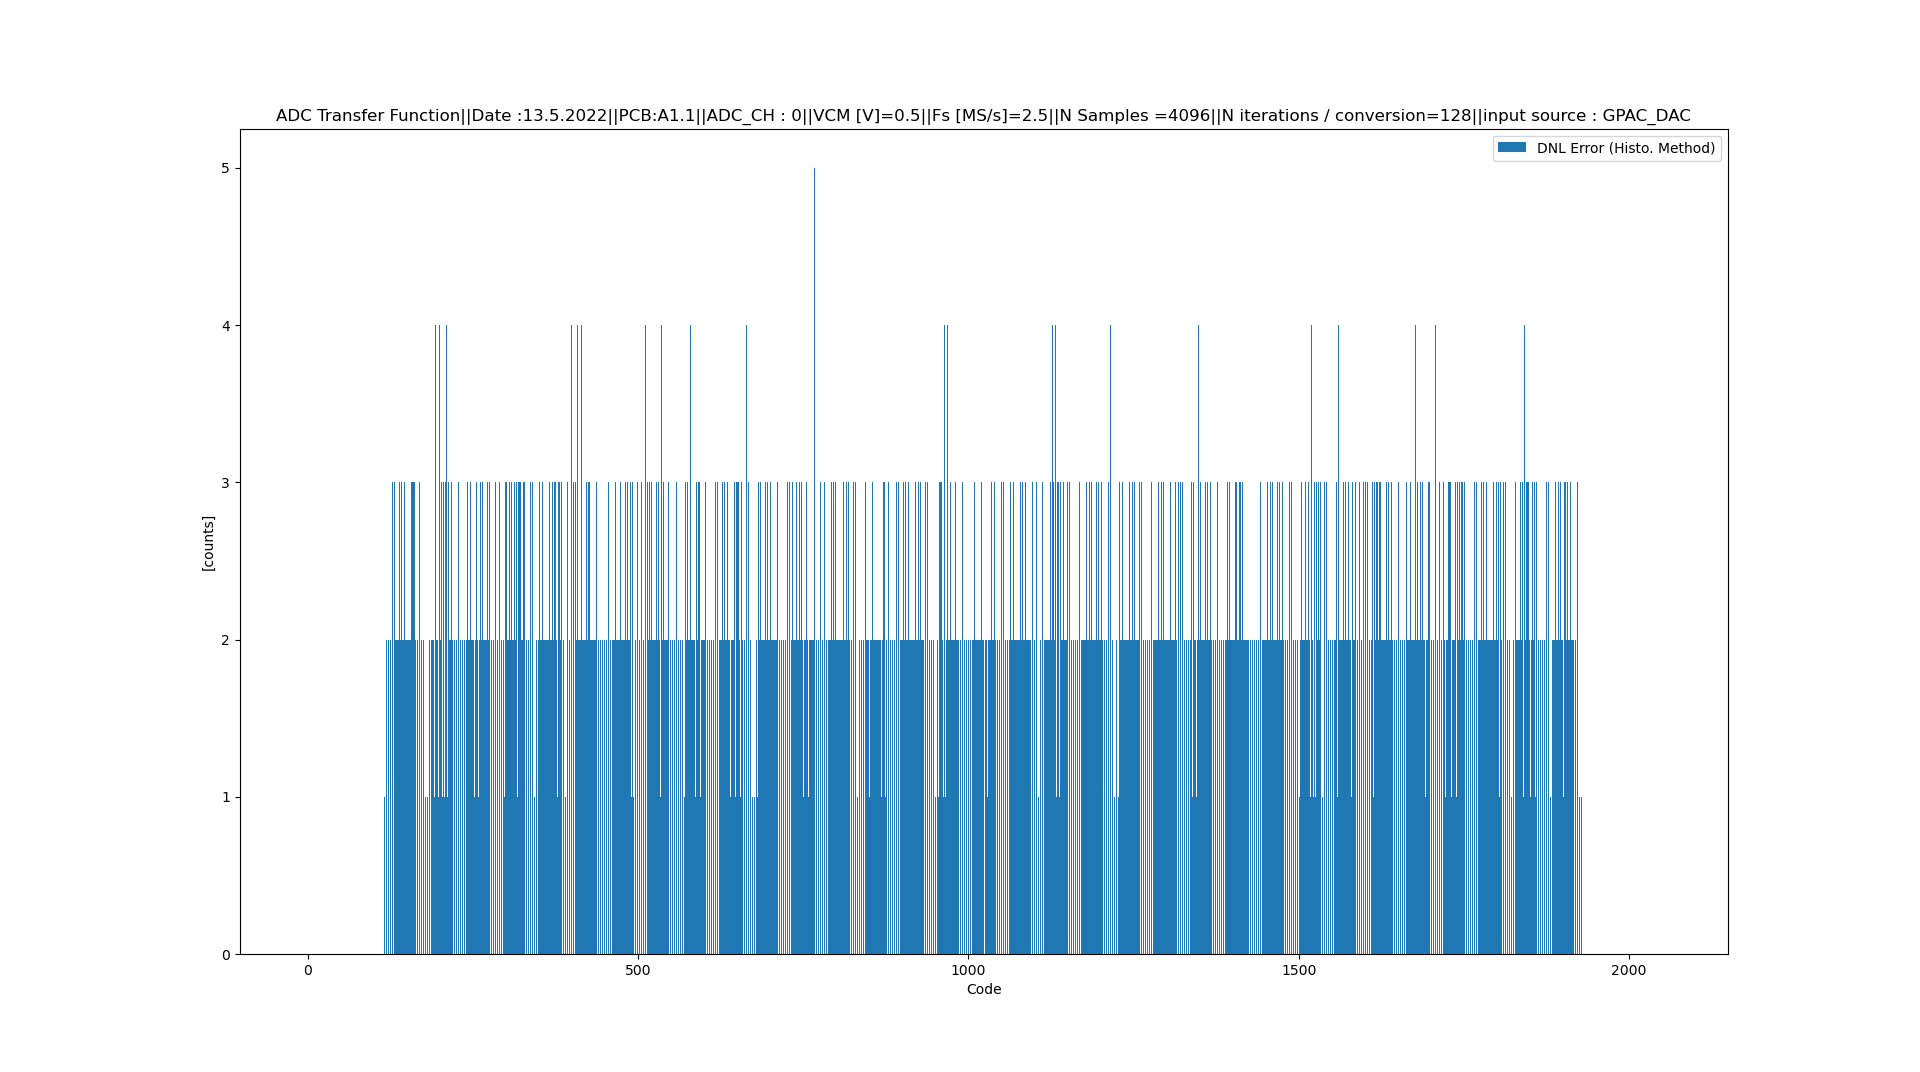 ADC Transfer Function||Date :13.5.2022||PCB:A1.1||ADC_CH : 0||VCM [V]=0.5||Fs [MS/s]=2.5||N Samples =4096||N iterations / conversion=128||input source : GPAC_DAC
DNL Error (Histo. Method)
5
4
3
2
1
0
[counts]
0 500 1000 1500 2000
Code